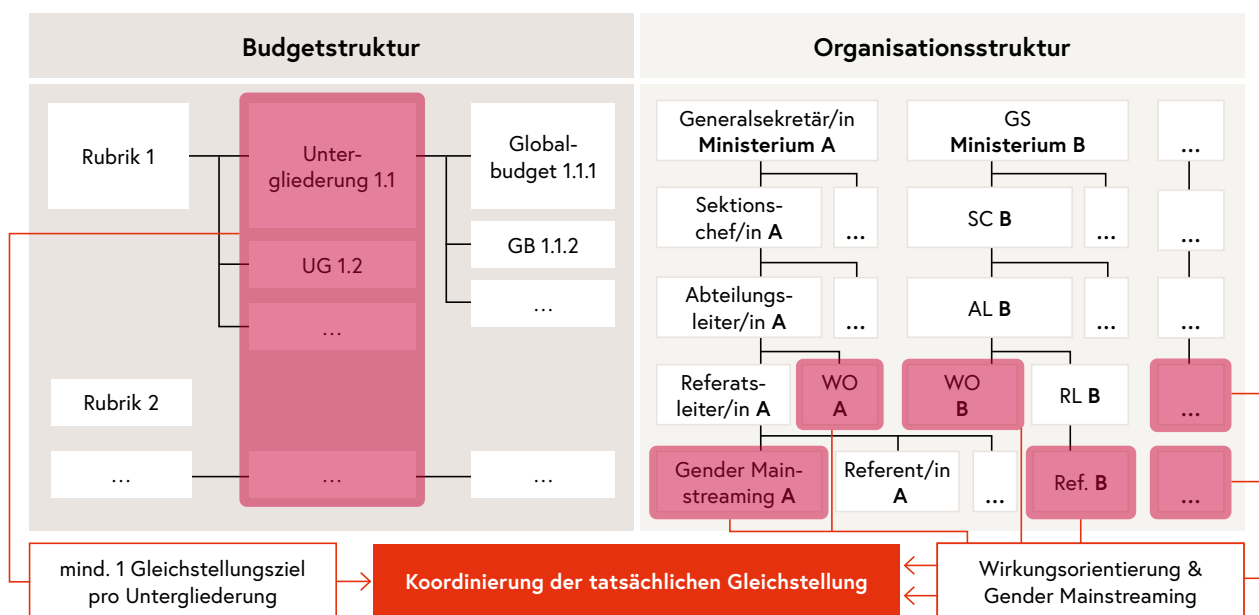 Budgetstruktur
Rubrik 1
Unter-
gliederung 1.1
Global-
budget 1.1.1
UG 1.2
GB 1.1.2
…
…
Rubrik 2
…
…
…
Organisationsstruktur
Generalsekretär/in
Ministerium A
GS
Ministerium B
...
Sektions-
chef/in A
...
SC B
...
...
Abteilungs-
leiter/in A
...
AL B
...
...
Referats-
leiter/in A
WO
A
WO
B
RL B
...
Gender Main-
streaming A
Referent/in
A
...
Ref. B
...
mind. 1 Gleichstellungsziel
pro Untergliederung
Koordinierung der tatsächlichen Gleichstellung
Wirkungsorientierung &
Gender Mainstreaming